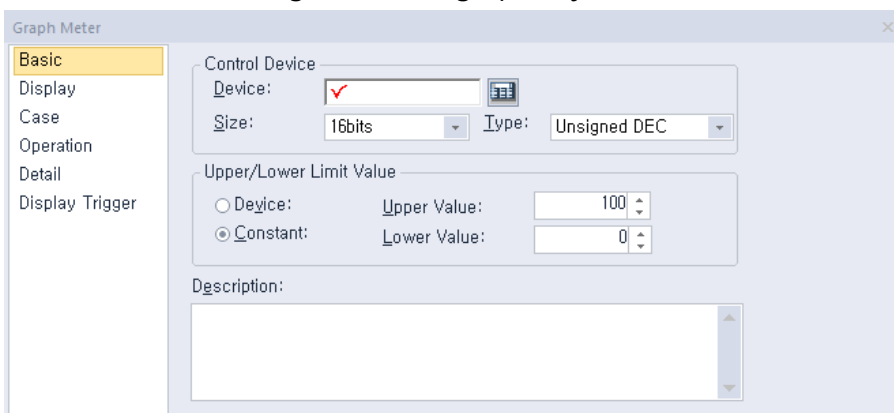 Graph Meter
Basic
Display
Case
Operation
Detail
Display Trigger
Control Device
Device:
Size: 16bits Type: Unsigned DEC
Upper/Lower Limit Value
Device: Upper Value: 100
Constant: Lower Value: 0
Description: